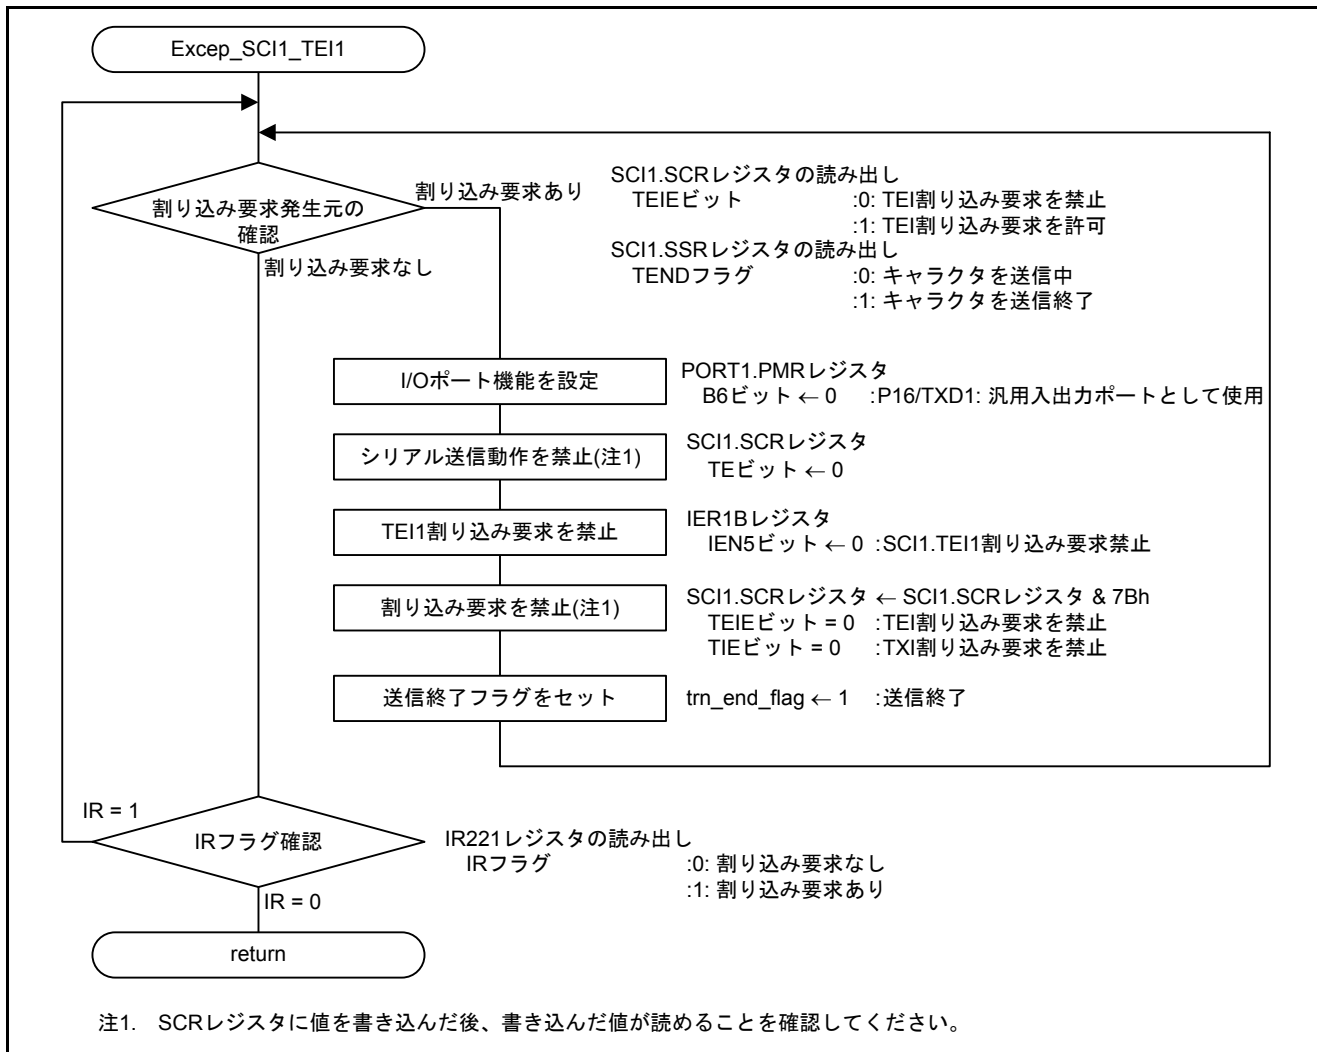 Excep_SCI1_TEI1
割り込み要求発生元の
確認
割り込み要求あり
割り込み要求なし
SCI1.SCRレジスタの読み出し
TEIEビット :0: TEI割り込み要求を禁止
:1: TEI割り込み要求を許可
SCI1.SSRレジスタの読み出し
TENDフラグ :0: キャラクタを送信中
:1: キャラクタを送信終了
I/Oポート機能を設定
PORT1.PMRレジスタ
B6ビット ← 0 :P16/TXD1: 汎用入出力ポートとして使用
シリアル送信動作を禁止(注1)
SCI1.SCRレジスタ
TEビット ← 0
TEI1割り込み要求を禁止
IER1Bレジスタ
IEN5ビット ← 0 :SCI1.TEI1割り込み要求禁止
割り込み要求を禁止(注1)
SCI1.SCRレジスタ ← SCI1.SCRレジスタ & 7Bh
TEIEビット = 0 :TEI割り込み要求を禁止
TIEビット = 0 :TXI割り込み要求を禁止
送信終了フラグをセット
trn_end_flag ← 1 :送信終了
IR = 1
IRフラグ確認
IR221レジスタの読み出し
IRフラグ :0: 割り込み要求なし
:1: 割り込み要求あり
IR = 0
return
注1. SCRレジスタに値を書き込んだ後、書き込んだ値が読めることを確認してください。